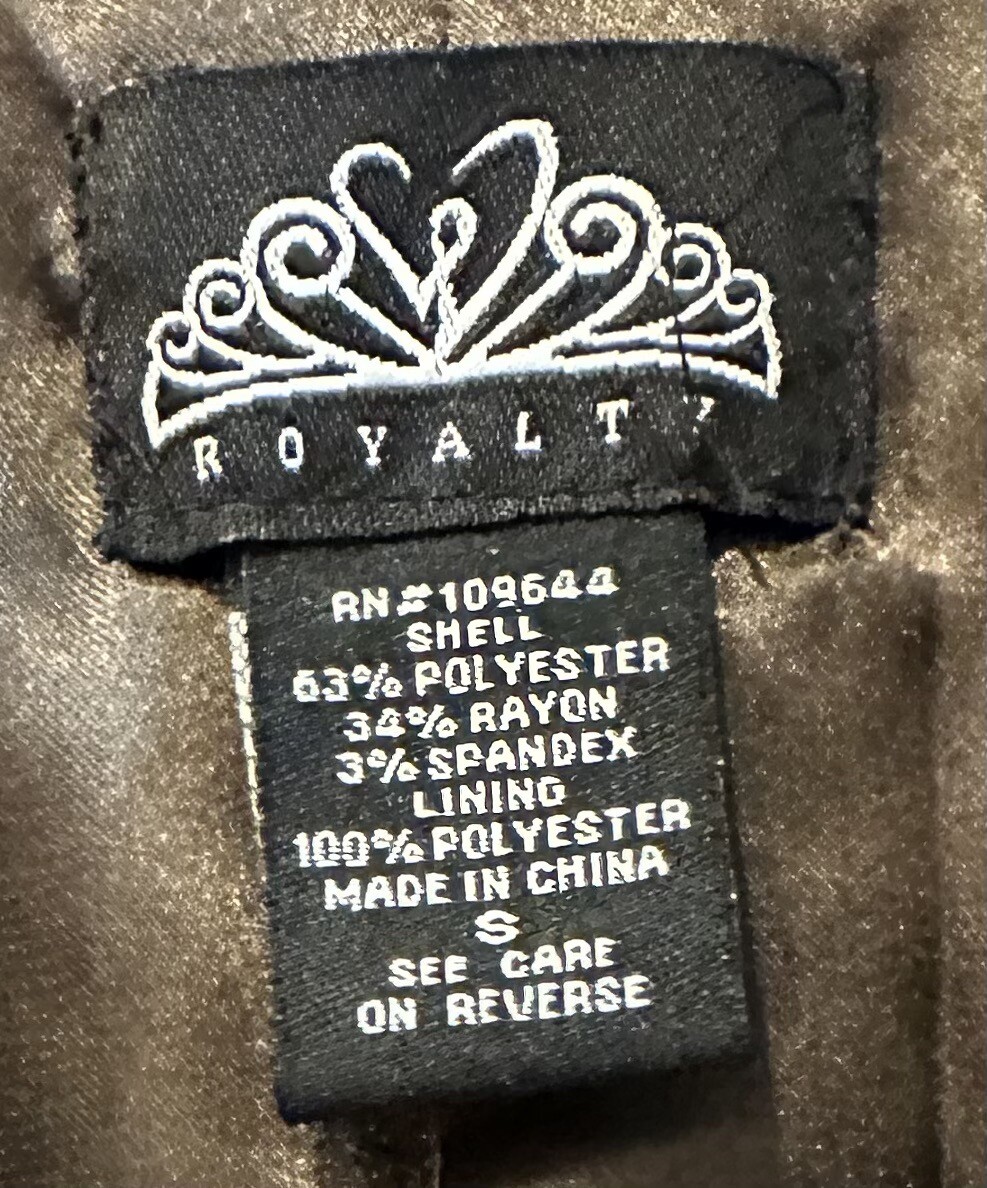 ROYALTY
RN#109644
SHELL
63% POLYESTER
34% RAYON
3% SPANDEX
LINING
100% POLYESTER
MADE IN CHINA
S
SEE CARE
ON REVERSE